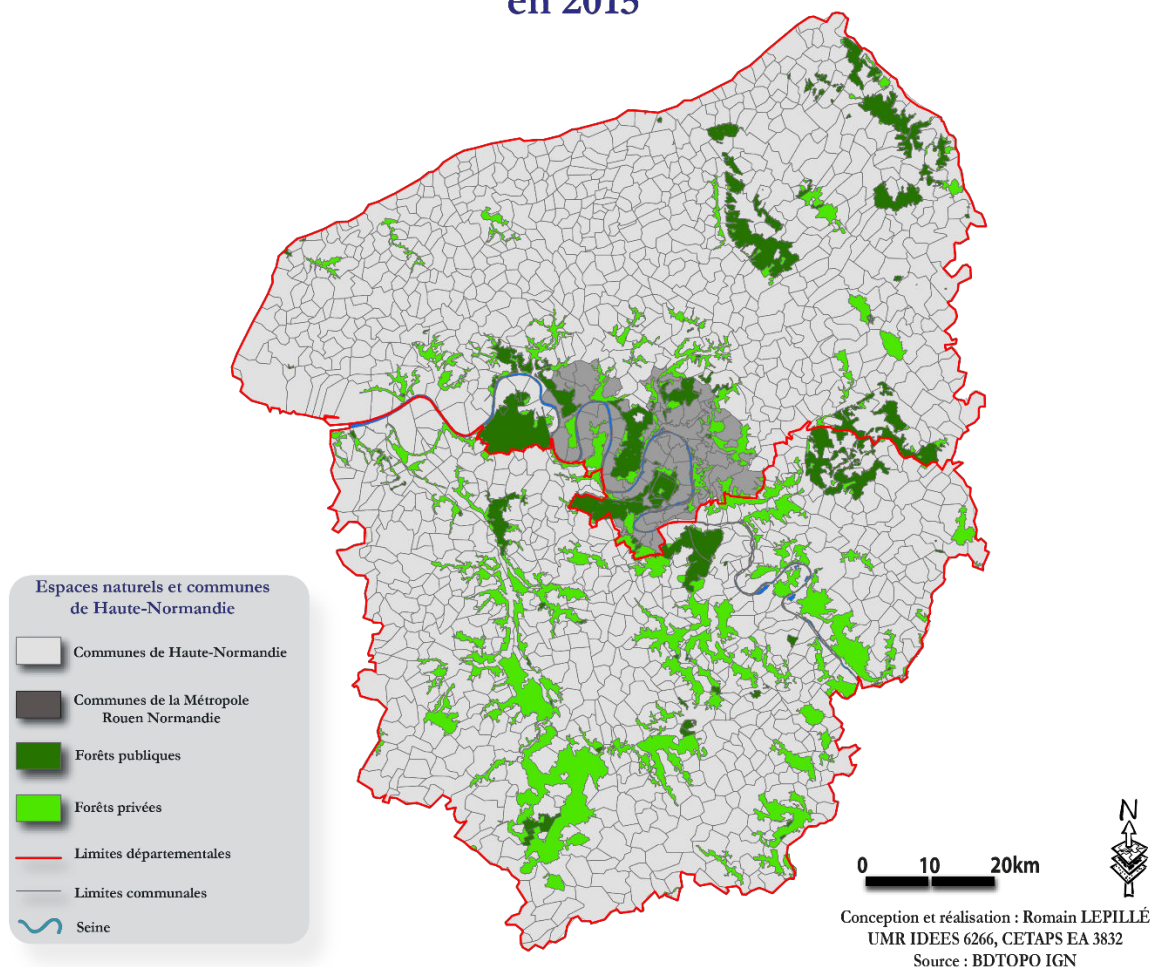 en 2015
Espaces naturels et communes
de Haute-Normandie
Communes de Haute-Normandie
Communes de la Métropole
Rouen Normandie
Forêts publiques
Forêts privées
Limites départementales
Limites communales
Seine
N
0 10 20km
Conception et réalisation : Romain LEPILLÉ
UMR IDEES 6266, CETAPS EA 3832
Source : BDTOPO IGN